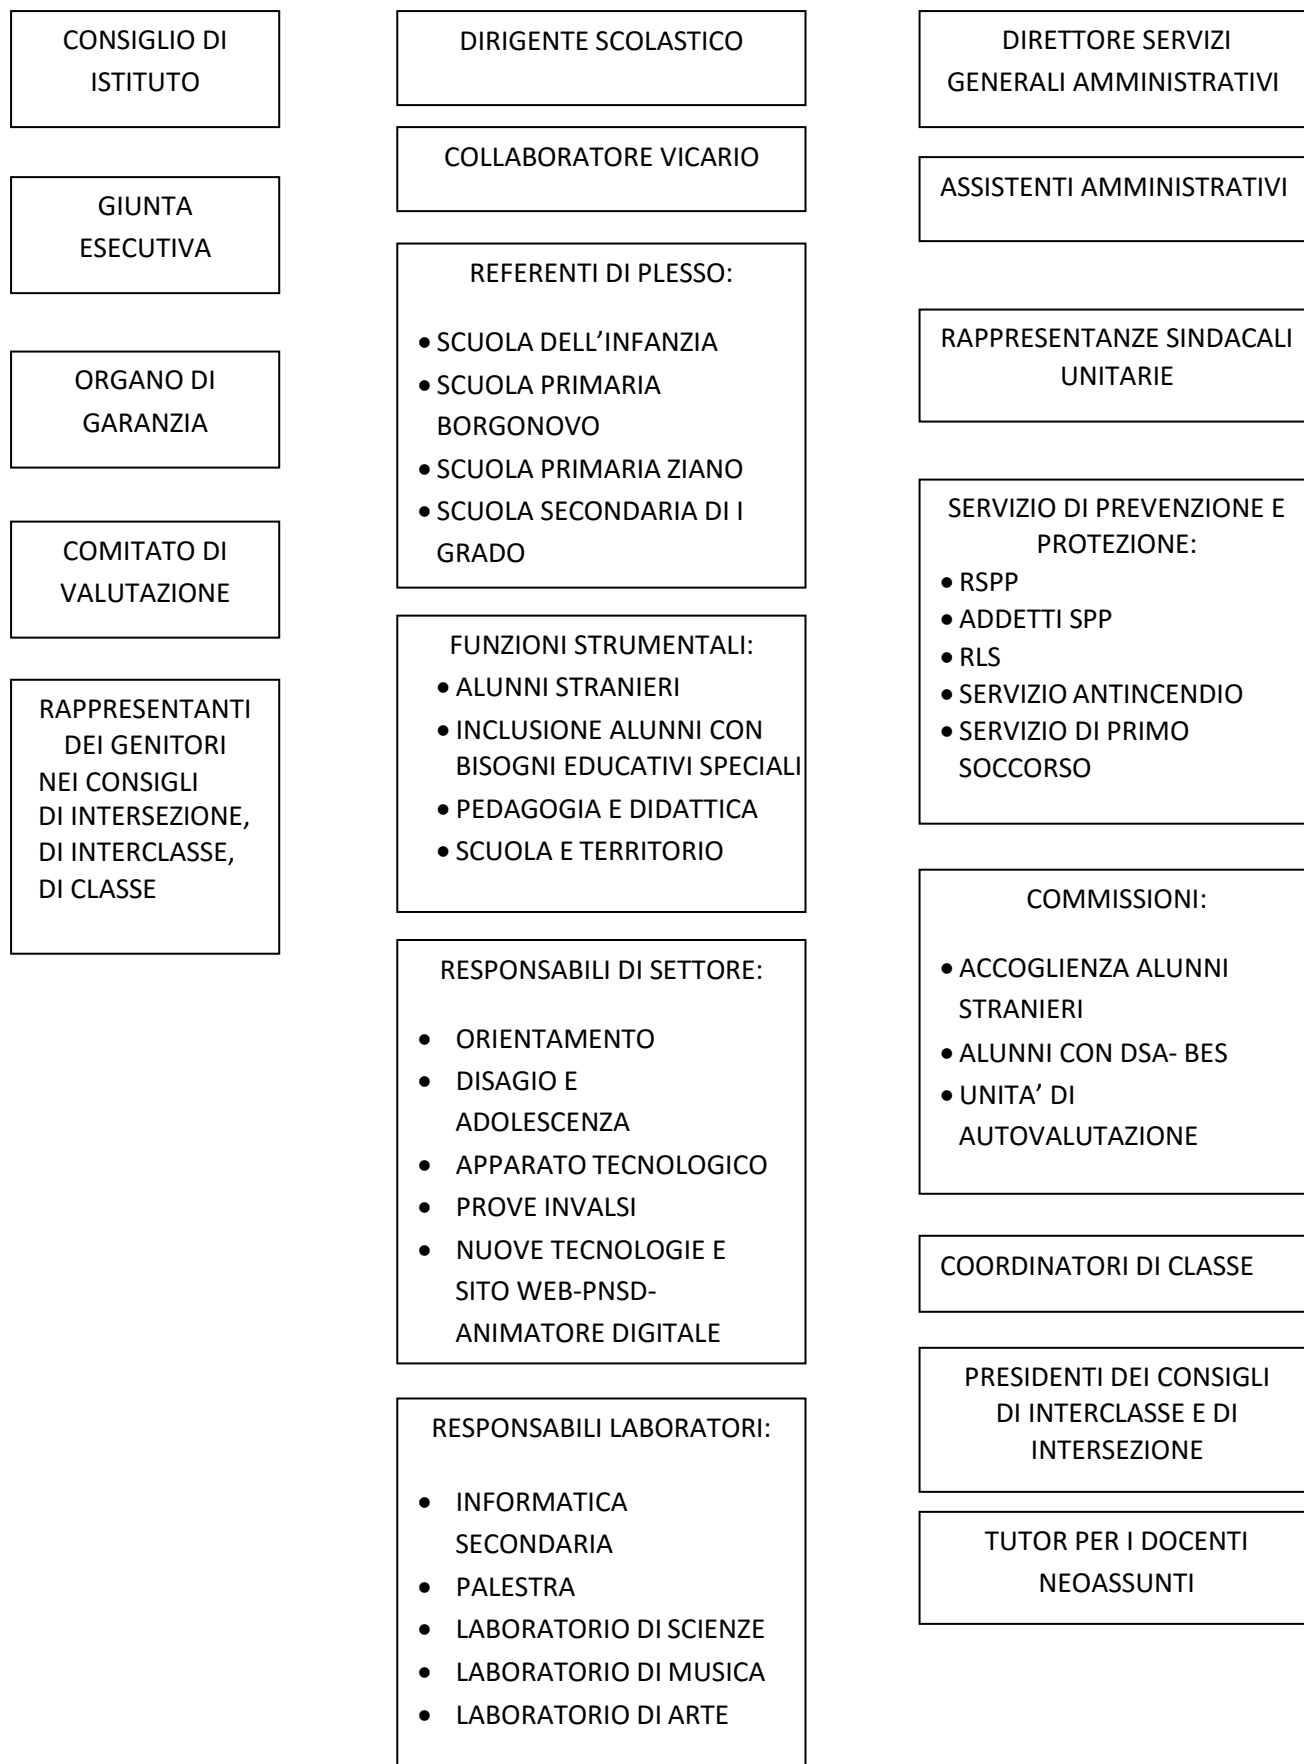 CONSIGLIO DI
ISTITUTO
GIUNTA
ESECUTIVA
ORGANO DI
GARANZIA
COMITATO DI
VALUTAZIONE
RAPPRESENTANTI
DEI GENITORI
NEI CONSIGLI
DI INTERSEZIONE,
DI INTERCLASSE,
DI CLASSE
DIRIGENTE SCOLASTICO
COLLABORATORE VICARIO
REFERENTI DI PLESSO:
• SCUOLA DELL’INFANZIA
• SCUOLA PRIMARIA
BORGONOVO
• SCUOLA PRIMARIA ZIANO
• SCUOLA SECONDARIA DI I
GRADO
FUNZIONI STRUMENTALI:
• ALUNNI STRANIERI
• INCLUSIONE ALUNNI CON
BISOGNI EDUCATIVI SPECIALI
• PEDAGOGIA E DIDATTICA
• SCUOLA E TERRITORIO
RESPONSABILI DI SETTORE:
• ORIENTAMENTO
• DISAGIO E
ADOLESCENZA
• APPARATO TECNOLOGICO
• PROVE INVALSI
• NUOVE TECNOLOGIE E
SITO WEB-PNSD-
ANIMATORE DIGITALE
RESPONSABILI LABORATORI:
• INFORMATICA
SECONDARIA
• PALESTRA
• LABORATORIO DI SCIENZE
• LABORATORIO DI MUSICA
• LABORATORIO DI ARTE
DIRETTORE SERVIZI
GENERALI AMMINISTRATIVI
ASSISTENTI AMMINISTRATIVI
RAPPRESENTANZE SINDACALI
UNITARIE
SERVIZIO DI PREVENZIONE E
PROTEZIONE:
• RSPP
• ADDETTI SPP
• RLS
• SERVIZIO ANTINCENDIO
• SERVIZIO DI PRIMO
SOCCORSO
COMMISSIONI:
• ACCOGLIENZA ALUNNI
STRANIERI
• ALUNNI CON DSA- BES
• UNITA’ DI
AUTOVALUTAZIONE
COORDINATORI DI CLASSE
PRESIDENTI DEI CONSIGLI
DI INTERCLASSE E DI
INTERSEZIONE
TUTOR PER I DOCENTI
NEOASSUNTI